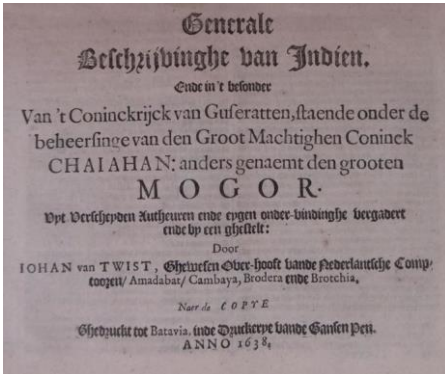 Generale
Beschrijvinghe van Indien.
Ende in't besonder
Van 't Coninckrijck van Guseratten, staende onder de
beheersinge van den Groot Machtighen Coninck
CHAIAHAN: anders genaemt den grooten
MOGOR.
Uyt Verscheyden Autheuren ende eygen onder-vindinghe vergadert
ende by een ghestelt:
Door
IOHAN van TWIST, Ghewesen Over-hooft vande Nederlantsche Comp-
tooren/ Amadabat/ Cambaya, Brodera ende Brotchia,
Naer de COPYE
Ghedruckt tot Batavia. inde Druckerye vande Gansen Pen.
ANNO 1638.